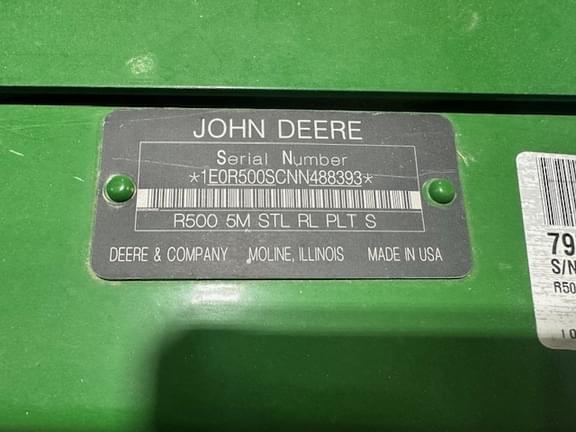 JOHN DEERE
Serial Number
*1E0R500SCNN488393*
R500 5M STL RL PLT S
DEERE & COMPANY MOLINE, ILLINOIS MADE IN USA
79
S/N
R50
10